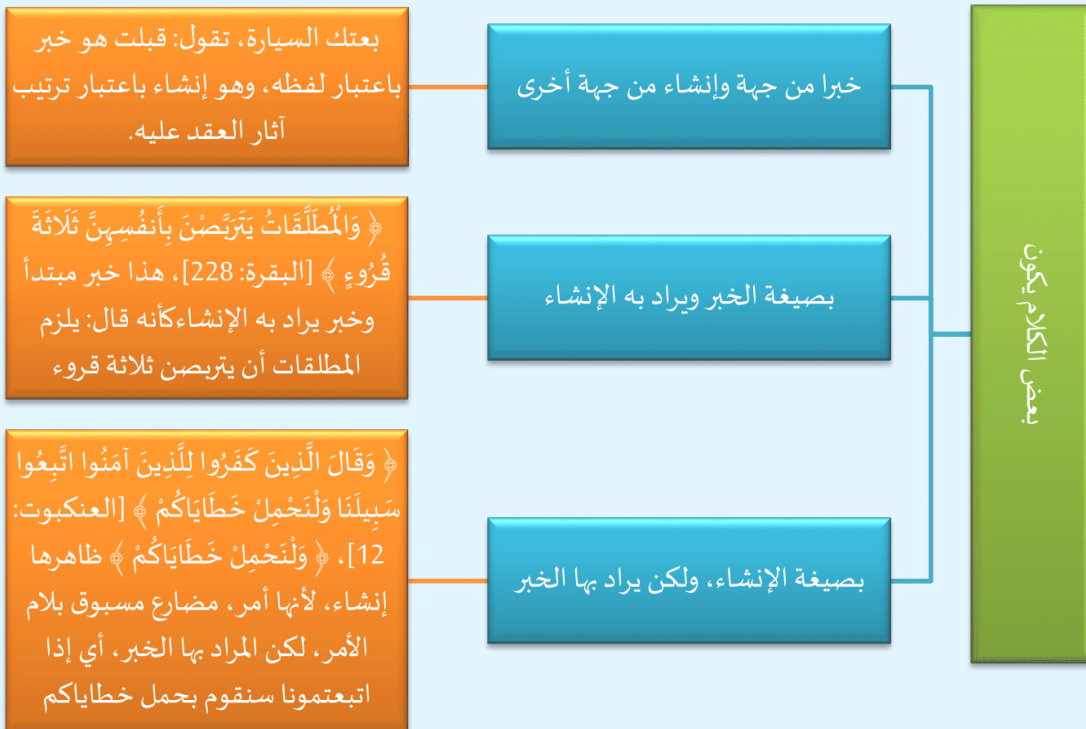 بعض الكلام يكون
خبرا من جهة وإنشاء من جهة أخرى
بعتك السيارة، تقول: قبلت هو خبر
باعتبار لفظه، وهو إنشاء باعتبار ترتيب
آثار العقد عليه.
بصيغة الخبر ويراد به الإنشاء
﴿ وَالْمُطَلَّقَاتُ يَتَرَبَّصْنَ بِأَنفُسِهِنَّ ثَلَاثَةَ
قُرُوءٍ ﴾ [البقرة: 228]، هذا خبر مبتدأ
وخبر يراد به الإنشاءكأنه قال: يلزم
المطلقات أن يتربصن ثلاثة قروء
بصيغة الإنشاء، ولكن يراد بها الخبر
﴿ وَقَالَ الَّذِينَ كَفَرُوا لِلَّذِينَ آمَنُوا اتَّبِعُوا
سَبِيلَنَا وَلْنَحْمِلْ خَطَايَاكُمْ ﴾ [العنكبوت:
12]، ﴿ وَلْنَحْمِلْ خَطَايَاكُمْ ﴾ ظاهرها
إنشاء، لأنها أمر، مضارع مسبوق بلام
الأمر، لكن المراد بها الخبر، أي إذا
اتبعتمونا سنقوم بحمل خطاياكم